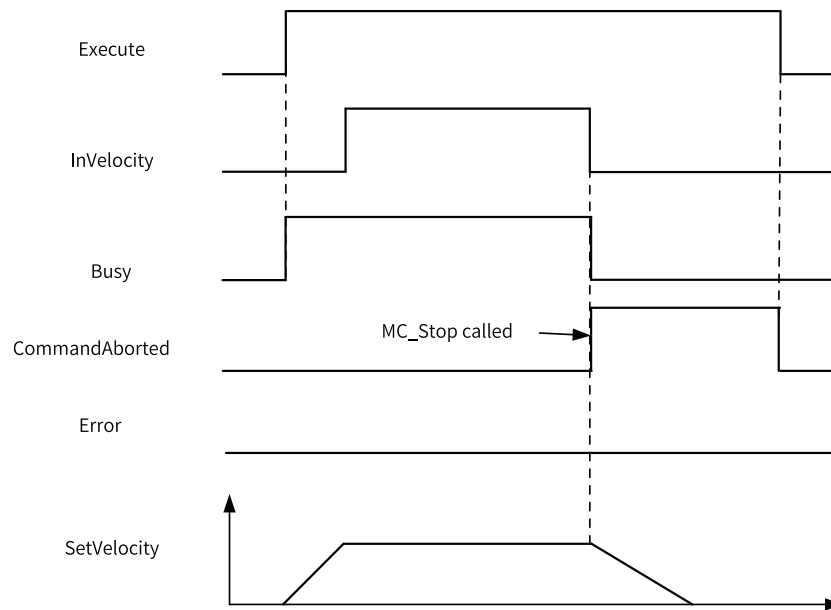 Execute
InVelocity
Busy
MC_Stop called
CommandAborted
Error
SetVelocity